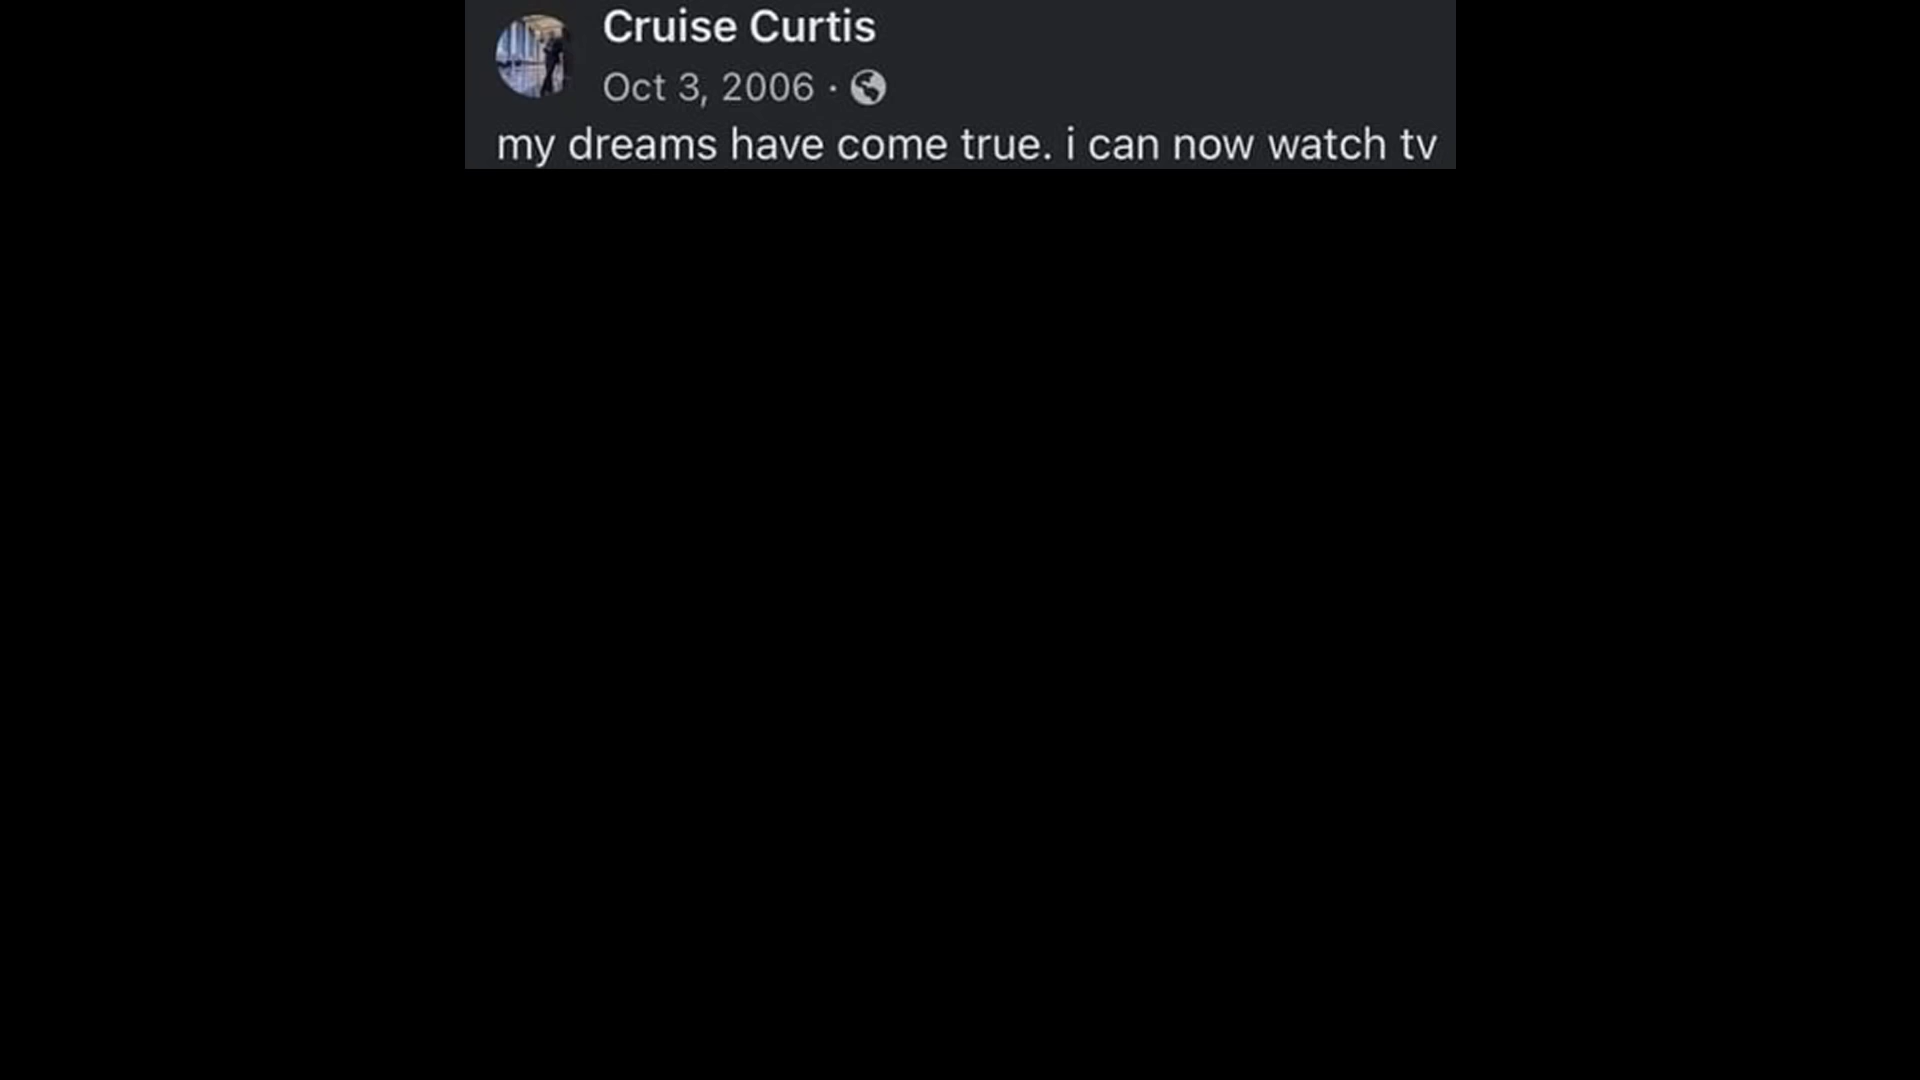 Cruise Curtis
Oct 3, 2006 ·
my dreams have come true. i can now watch tv